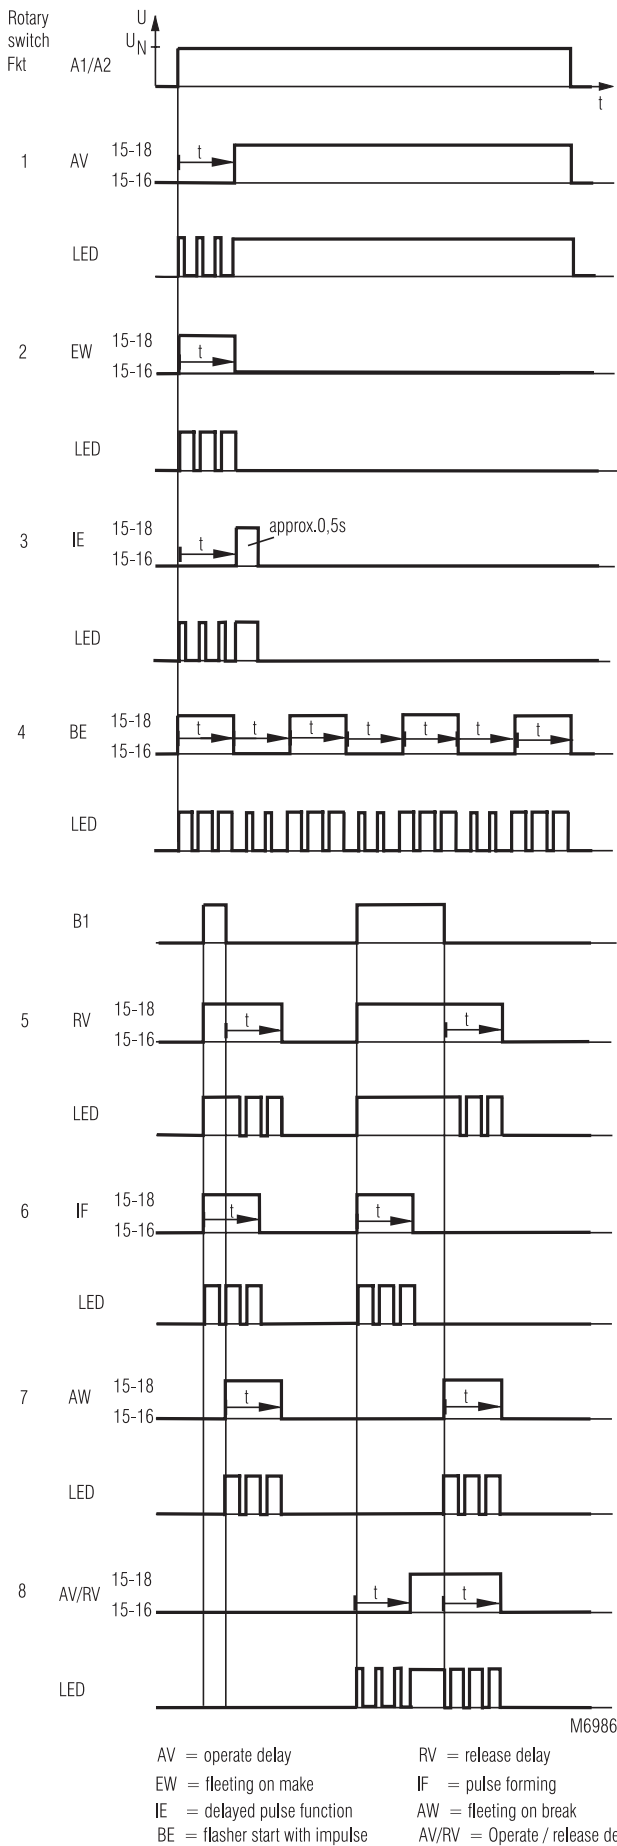 Rotary
switch
Fkt
A1/A2
U
UN
t
1 AV 15-18
15-16
t
LED
2 EW 15-18
15-16
t
LED
3 IE 15-18
15-16
t
approx.0,5s
LED
4 BE 15-18
15-16
t t t t t t t
LED
B1
5 RV 15-18
15-16
t t
LED
6 IF 15-18
15-16
t t
LED
7 AW 15-18
15-16
t t
LED
8 AV/RV 15-18
15-16
t t
LED
M6986
AV = operate delay
EW = fleeting on make
IE = delayed pulse function
BE = flasher start with impulse
RV = release delay
IF = pulse forming
AW = fleeting on break
AV/RV = Operate / release